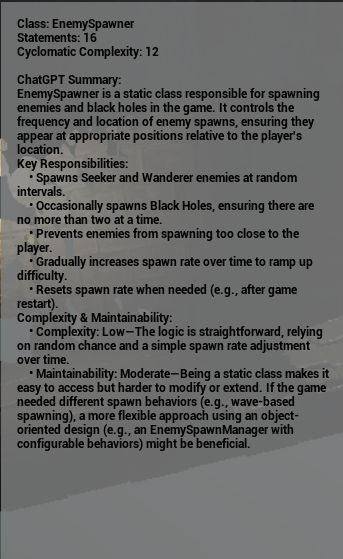 Class: EnemySpawner
Statements: 16
Cyclomatic Complexity: 12
ChatGPT Summary:
EnemySpawner is a static class responsible for spawning
enemies and black holes in the game. It controls the
frequency and location of enemy spawns, ensuring they
appear at appropriate positions relative to the player's
location.
Key Responsibilities:
• Spawns Seeker and Wanderer enemies at random
intervals.
• Occasionally spawns Black Holes, ensuring there are
no more than two at a time.
• Prevents enemies from spawning too close to the
player.
• Gradually increases spawn rate over time to ramp up
difficulty.
• Resets spawn rate when needed (e.g., after game
restart).
Complexity & Maintainability:
• Complexity: Low—The logic is straightforward, relying
on random chance and a simple spawn rate adjustment
over time.
• Maintainability: Moderate—Being a static class makes it
easy to access but harder to modify or extend. If the game
needed different spawn behaviors (e.g., wave-based
spawning), a more flexible approach using an object-
oriented design (e.g., an EnemySpawnManager with
configurable behaviors) might be beneficial.